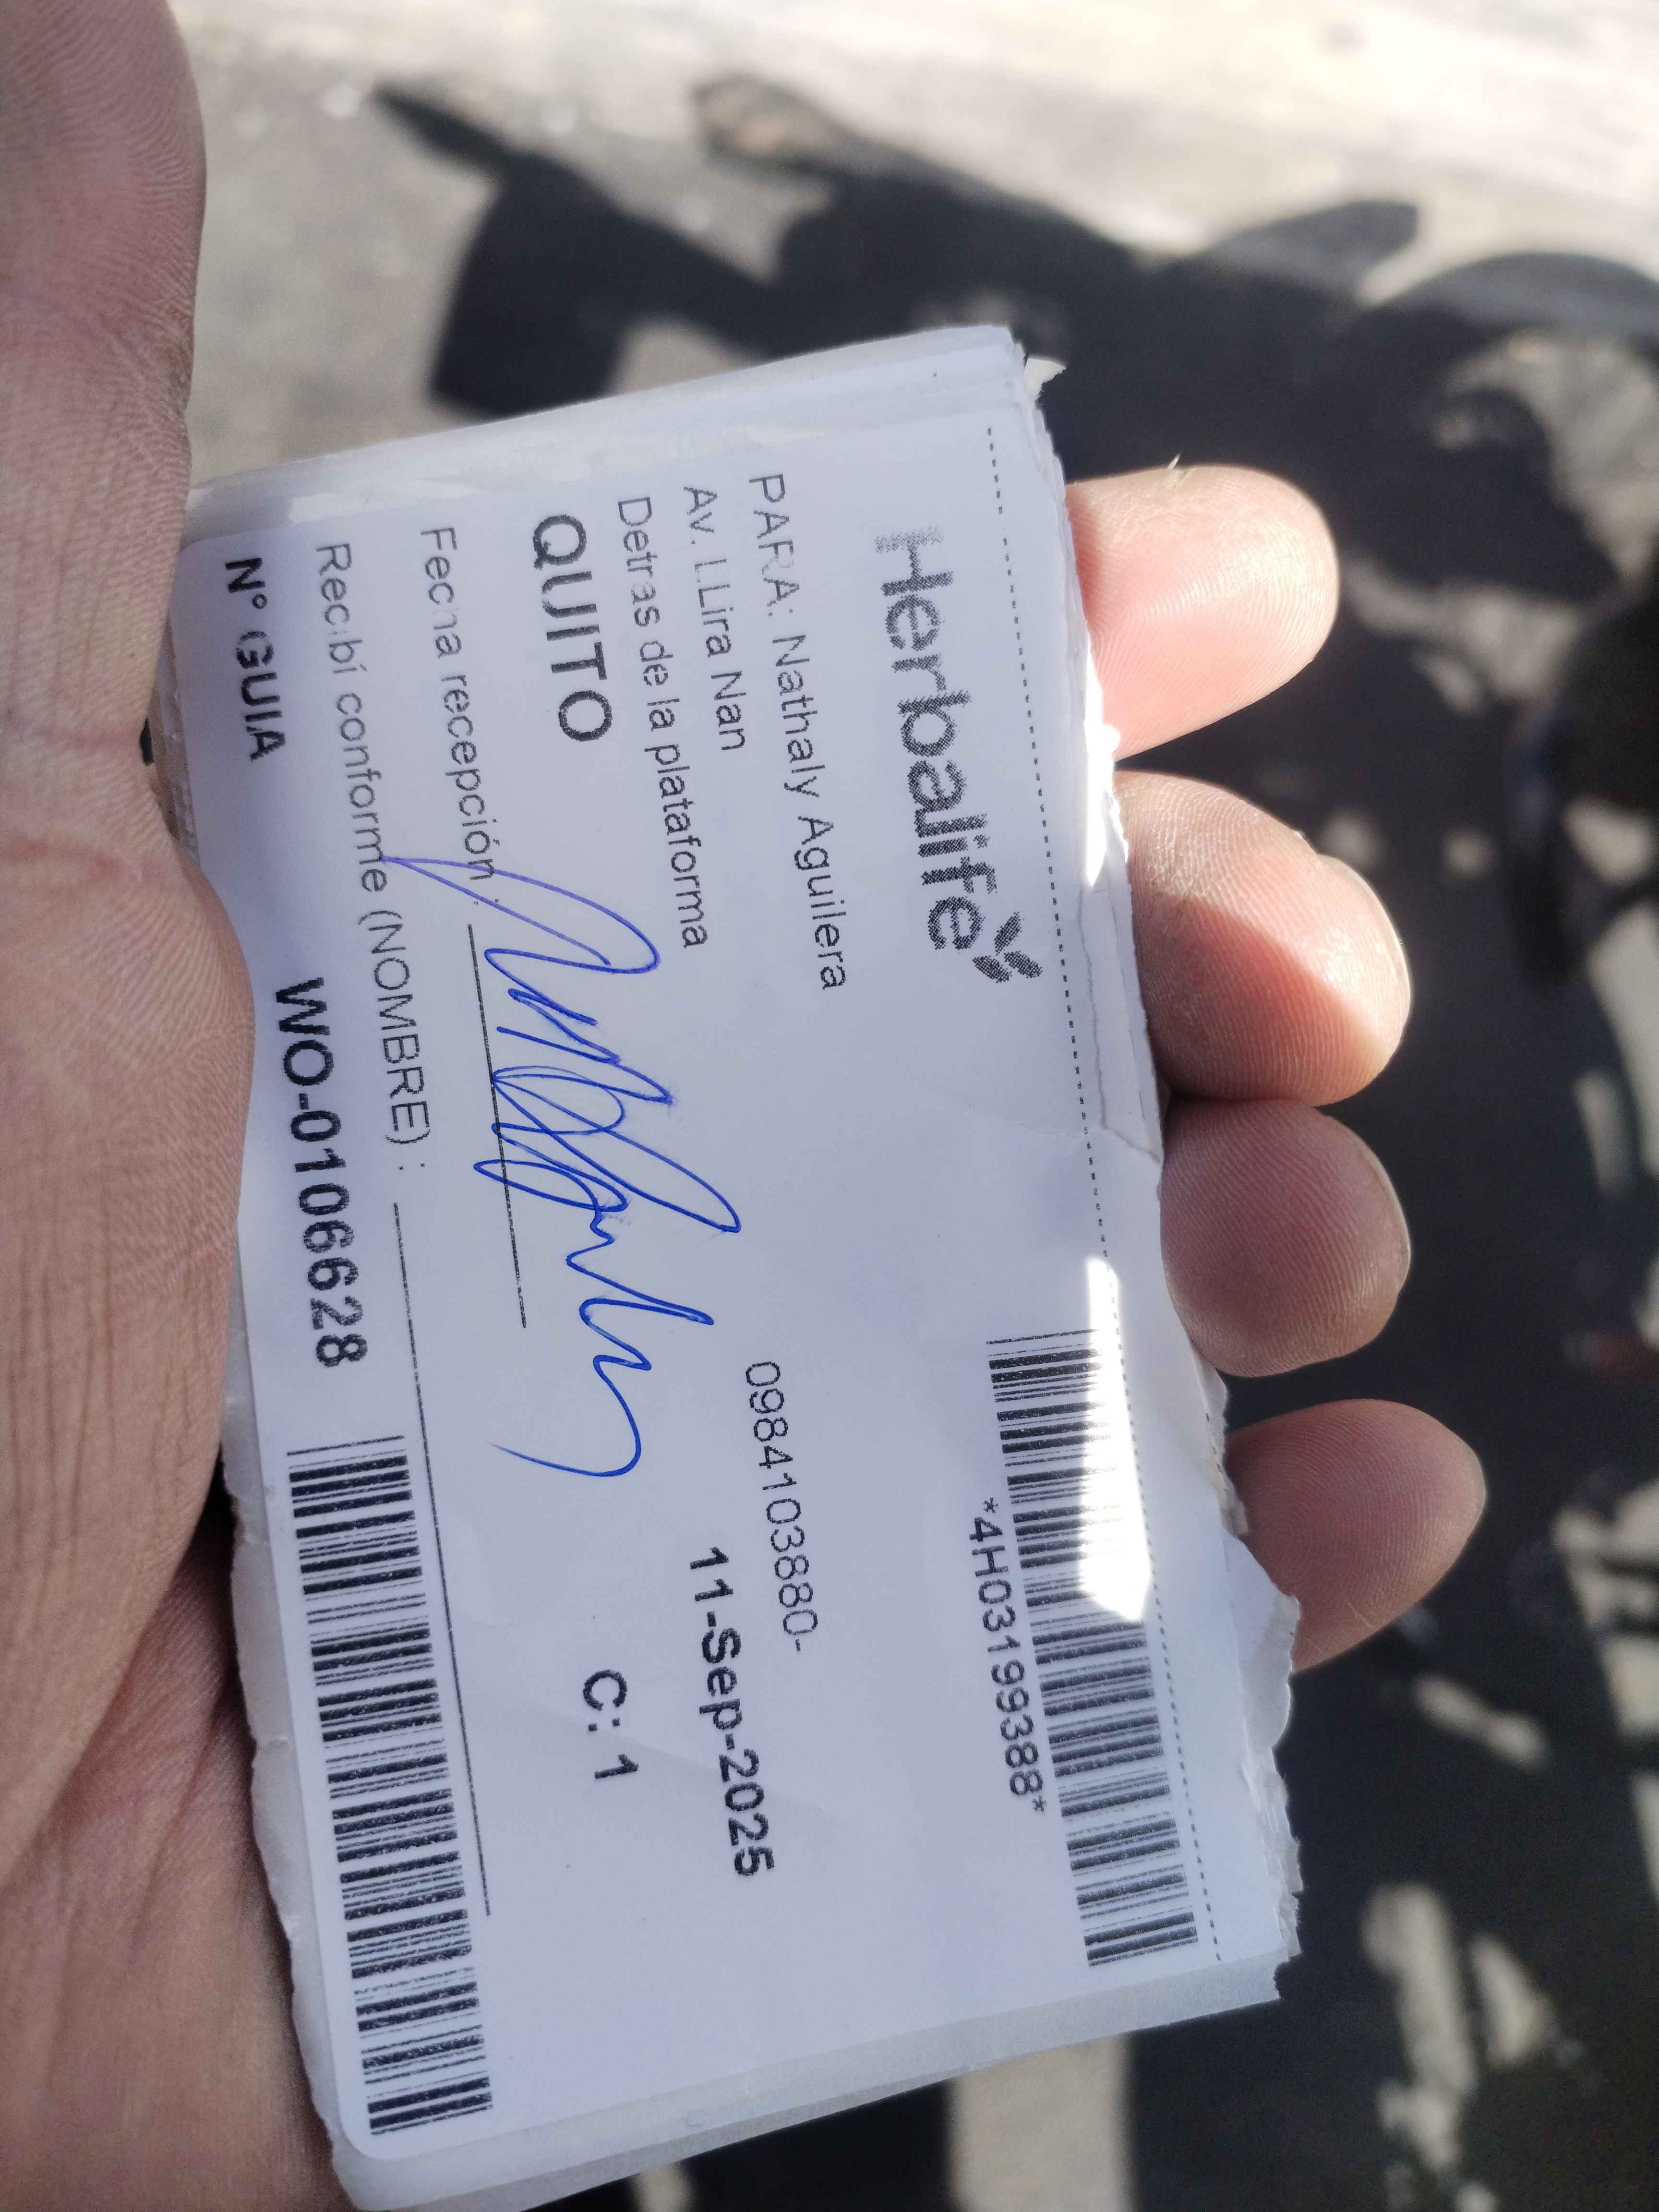 Herbalife
*4H03199388*
PARA: Nathaly Aguilera
0984103880-
Av. LLira Nan
11-Sep-2025
Detras de la plataforma
QUITO
C: 1
Fecha recepción :
Recibí conforme (NOMBRE) :
N° GUIA WO-0106628